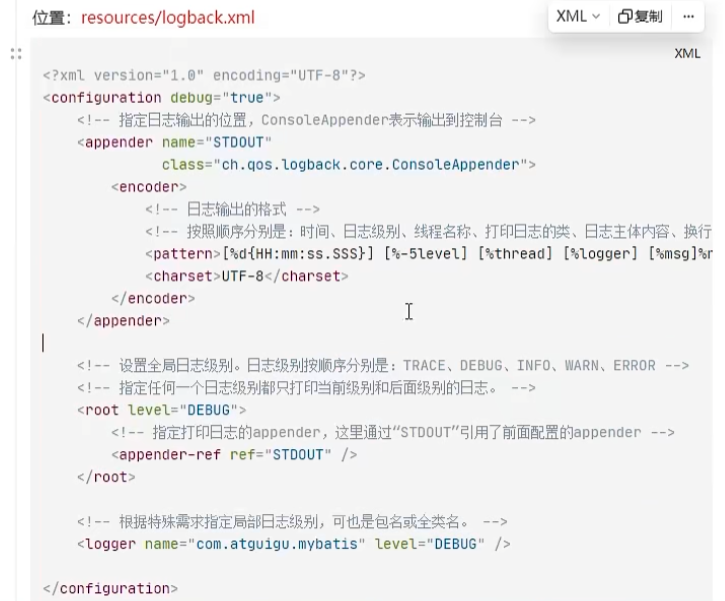 位置：resources/logback.xml
XML 复制 ···
XML
<?xml version="1.0" encoding="UTF-8"?>
<configuration debug="true">
    <!-- 指定日志输出的位置，ConsoleAppender表示输出到控制台 -->
    <appender name="STDOUT"
              class="ch.qos.logback.core.ConsoleAppender">
        <encoder>
            <!-- 日志输出的格式 -->
            <!-- 按照顺序分别是：时间、日志级别、线程名称、打印日志的类、日志主体内容、换行
            <pattern>[%d{HH:mm:ss.SSS}] [%-5level] [%thread] [%logger] [%msg]%n
            <charset>UTF-8</charset>
        </encoder>
    </appender>
    <!-- 设置全局日志级别。日志级别按顺序分别是：TRACE、DEBUG、INFO、WARN、ERROR -->
    <!-- 指定任何一个日志级别都只打印当前级别和后面级别的日志。 -->
    <root level="DEBUG">
        <!-- 指定打印日志的appender，这里通过“STDOUT”引用了前面配置的appender -->
        <appender-ref ref="STDOUT" />
    </root>
    <!-- 根据特殊需求指定局部日志级别，可也是包名或全类名。 -->
    <logger name="com.atguigu.mybatis" level="DEBUG" />
</configuration>